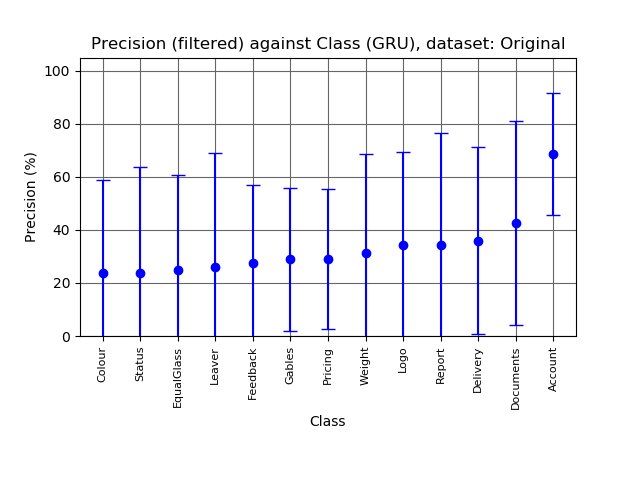 Precision (filtered) against Class (GRU), dataset: Original
100
80
60
40
20
0
Precision (%)
Colour
Status
EqualGlass
Leaver
Feedback
Gables
Pricing
Weight
Logo
Report
Delivery
Documents
Account
Class